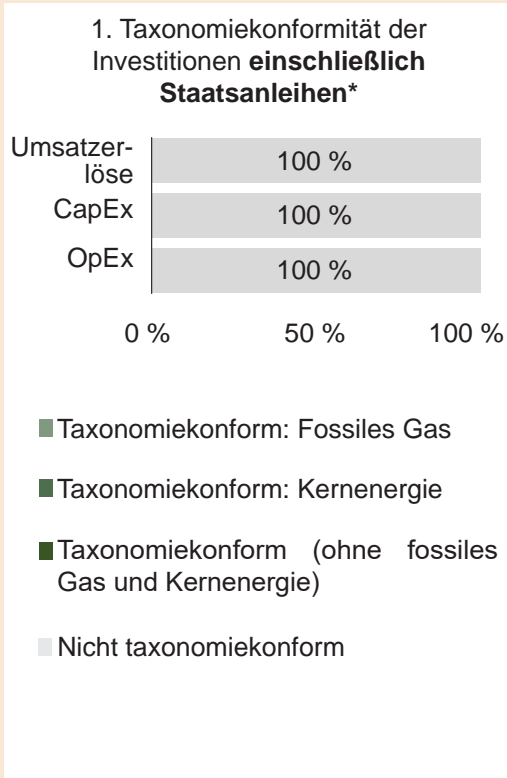 1. Taxonomiekonformität der
Investitionen einschließlich
Staatsanleihen*
Umsatzer-
löse
100 %
CapEx
100 %
OpEx
100 %
0 %
50 %
100 %
Taxonomiekonform: Fossiles Gas
Taxonomiekonform: Kernenergie
Taxonomiekonform (ohne fossiles
Gas und Kernenergie)
Nicht taxonomiekonform